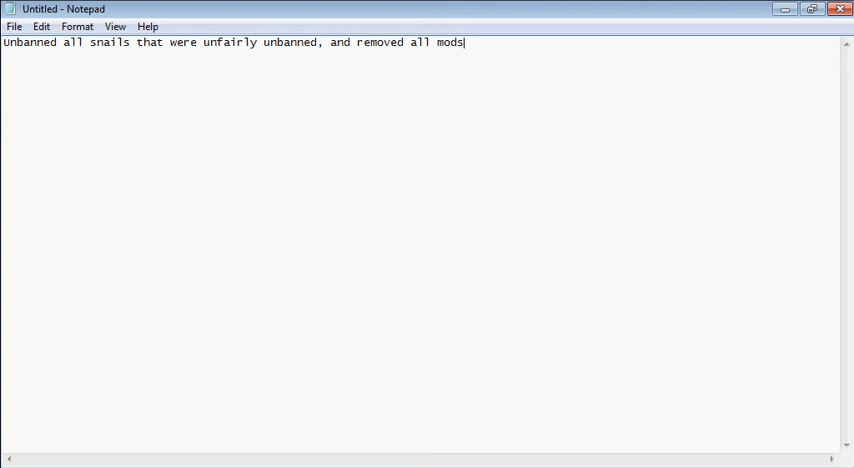 Untitled - Notepad
File Edit Format View Help
Unbanned all snails that were unfairly unbanned, and removed all mods